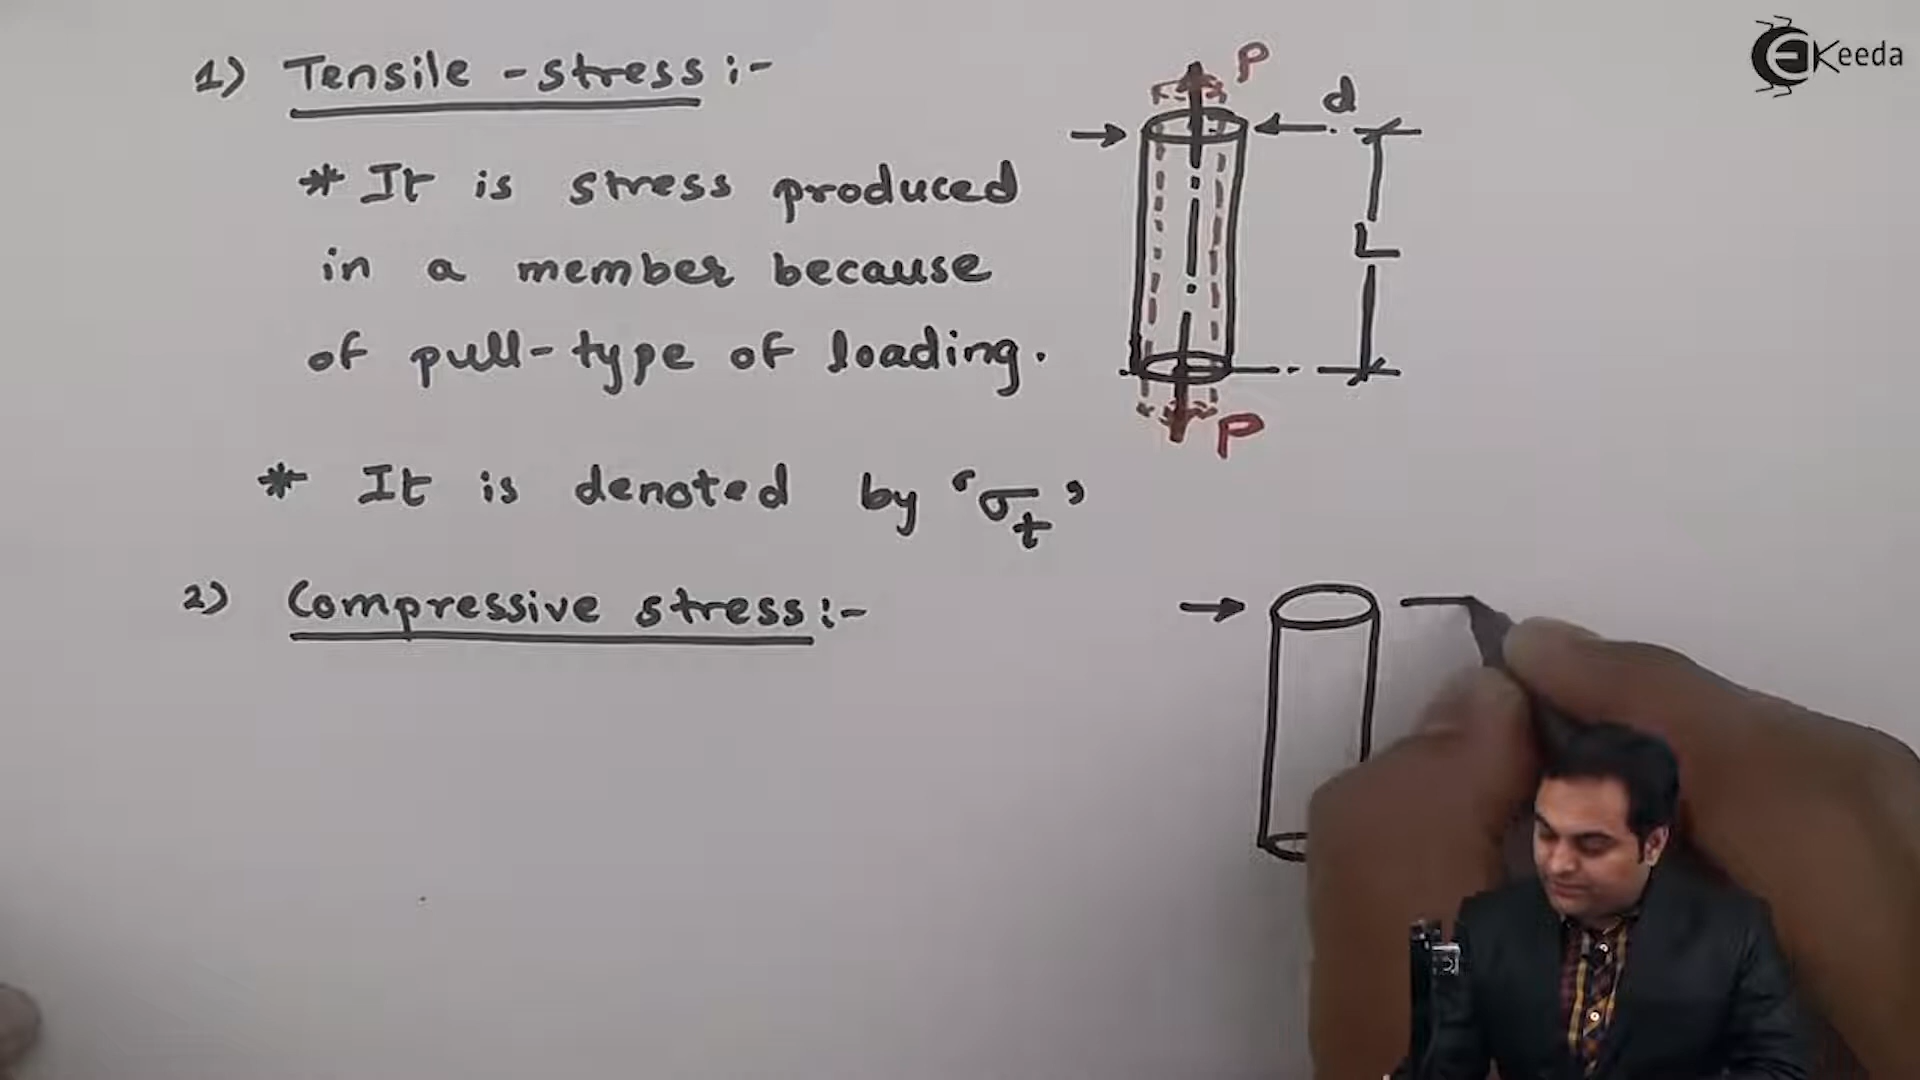 1) Tensile -stress :-
* It is stress produced
in a member because
of pull-type of loading.
* It is denoted by 'σt'
2) Compressive stress:-
P
d
L
P
EKeeda